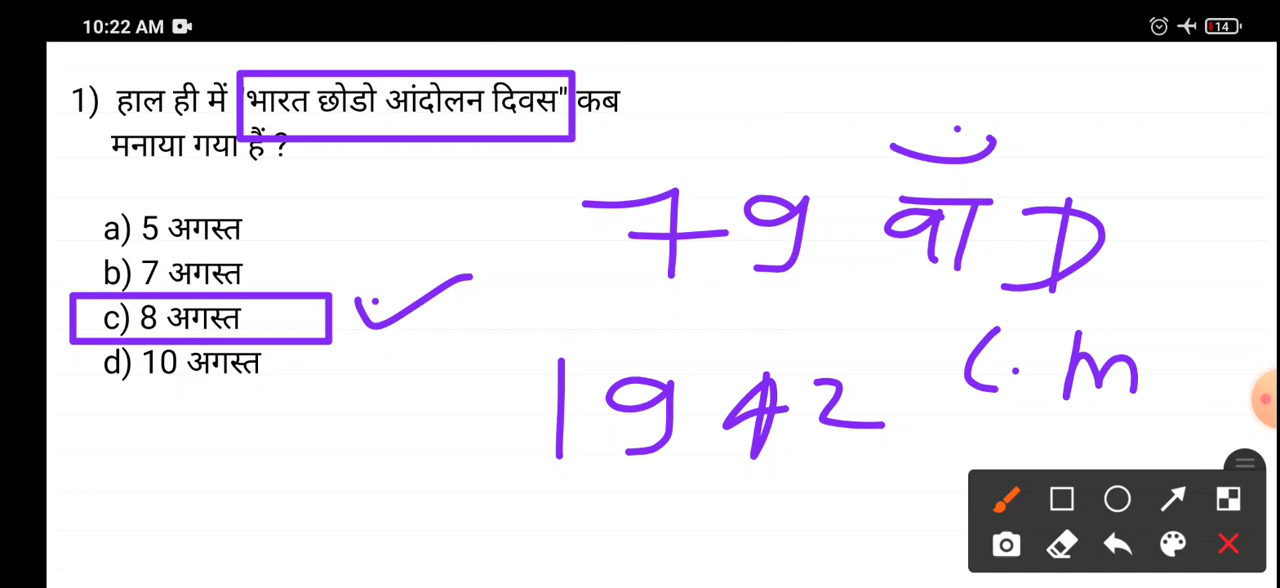 10:22 AM
14
1) हाल ही में "भारत छोडो आंदोलन दिवस" कब
मनाया गया हैं ?
a) 5 अगस्त
b) 7 अगस्त
c) 8 अगस्त
d) 10 अगस्त
79 वां D
1942
C. M